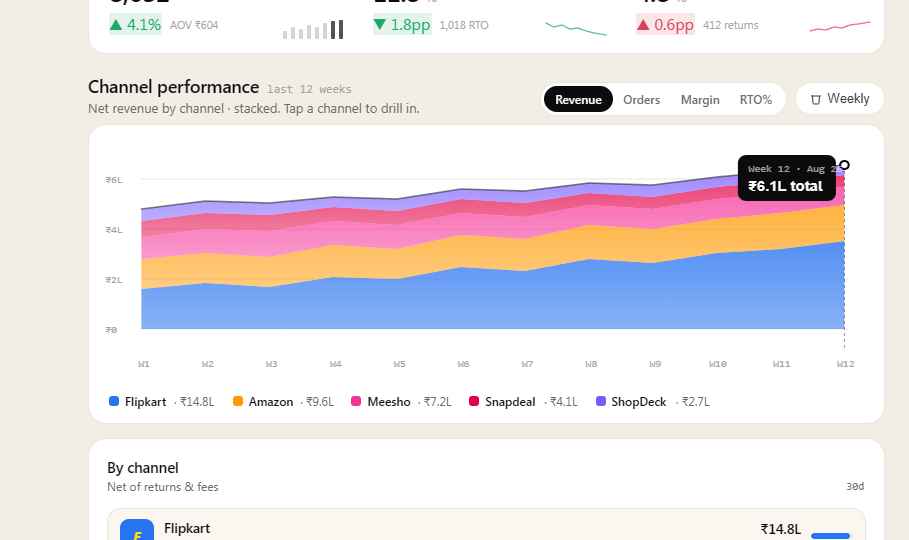 4.1% AOV ₹604
1.8pp 1,018 RTO
0.6pp 412 returns
Channel performance last 12 weeks
Net revenue by channel · stacked. Tap a channel to drill in.
Revenue Orders Margin RTO% Weekly
Week 12 · Aug
₹6.1L total
₹6L
₹4L
₹2L
₹0
W1 W2 W3 W4 W5 W6 W7 W8 W9 W10 W11 W12
Flipkart · ₹14.8L Amazon · ₹9.6L Meesho · ₹7.2L Snapdeal · ₹4.1L ShopDeck · ₹2.7L
By channel
Net of returns & fees
30d
Flipkart ₹14.8L
F